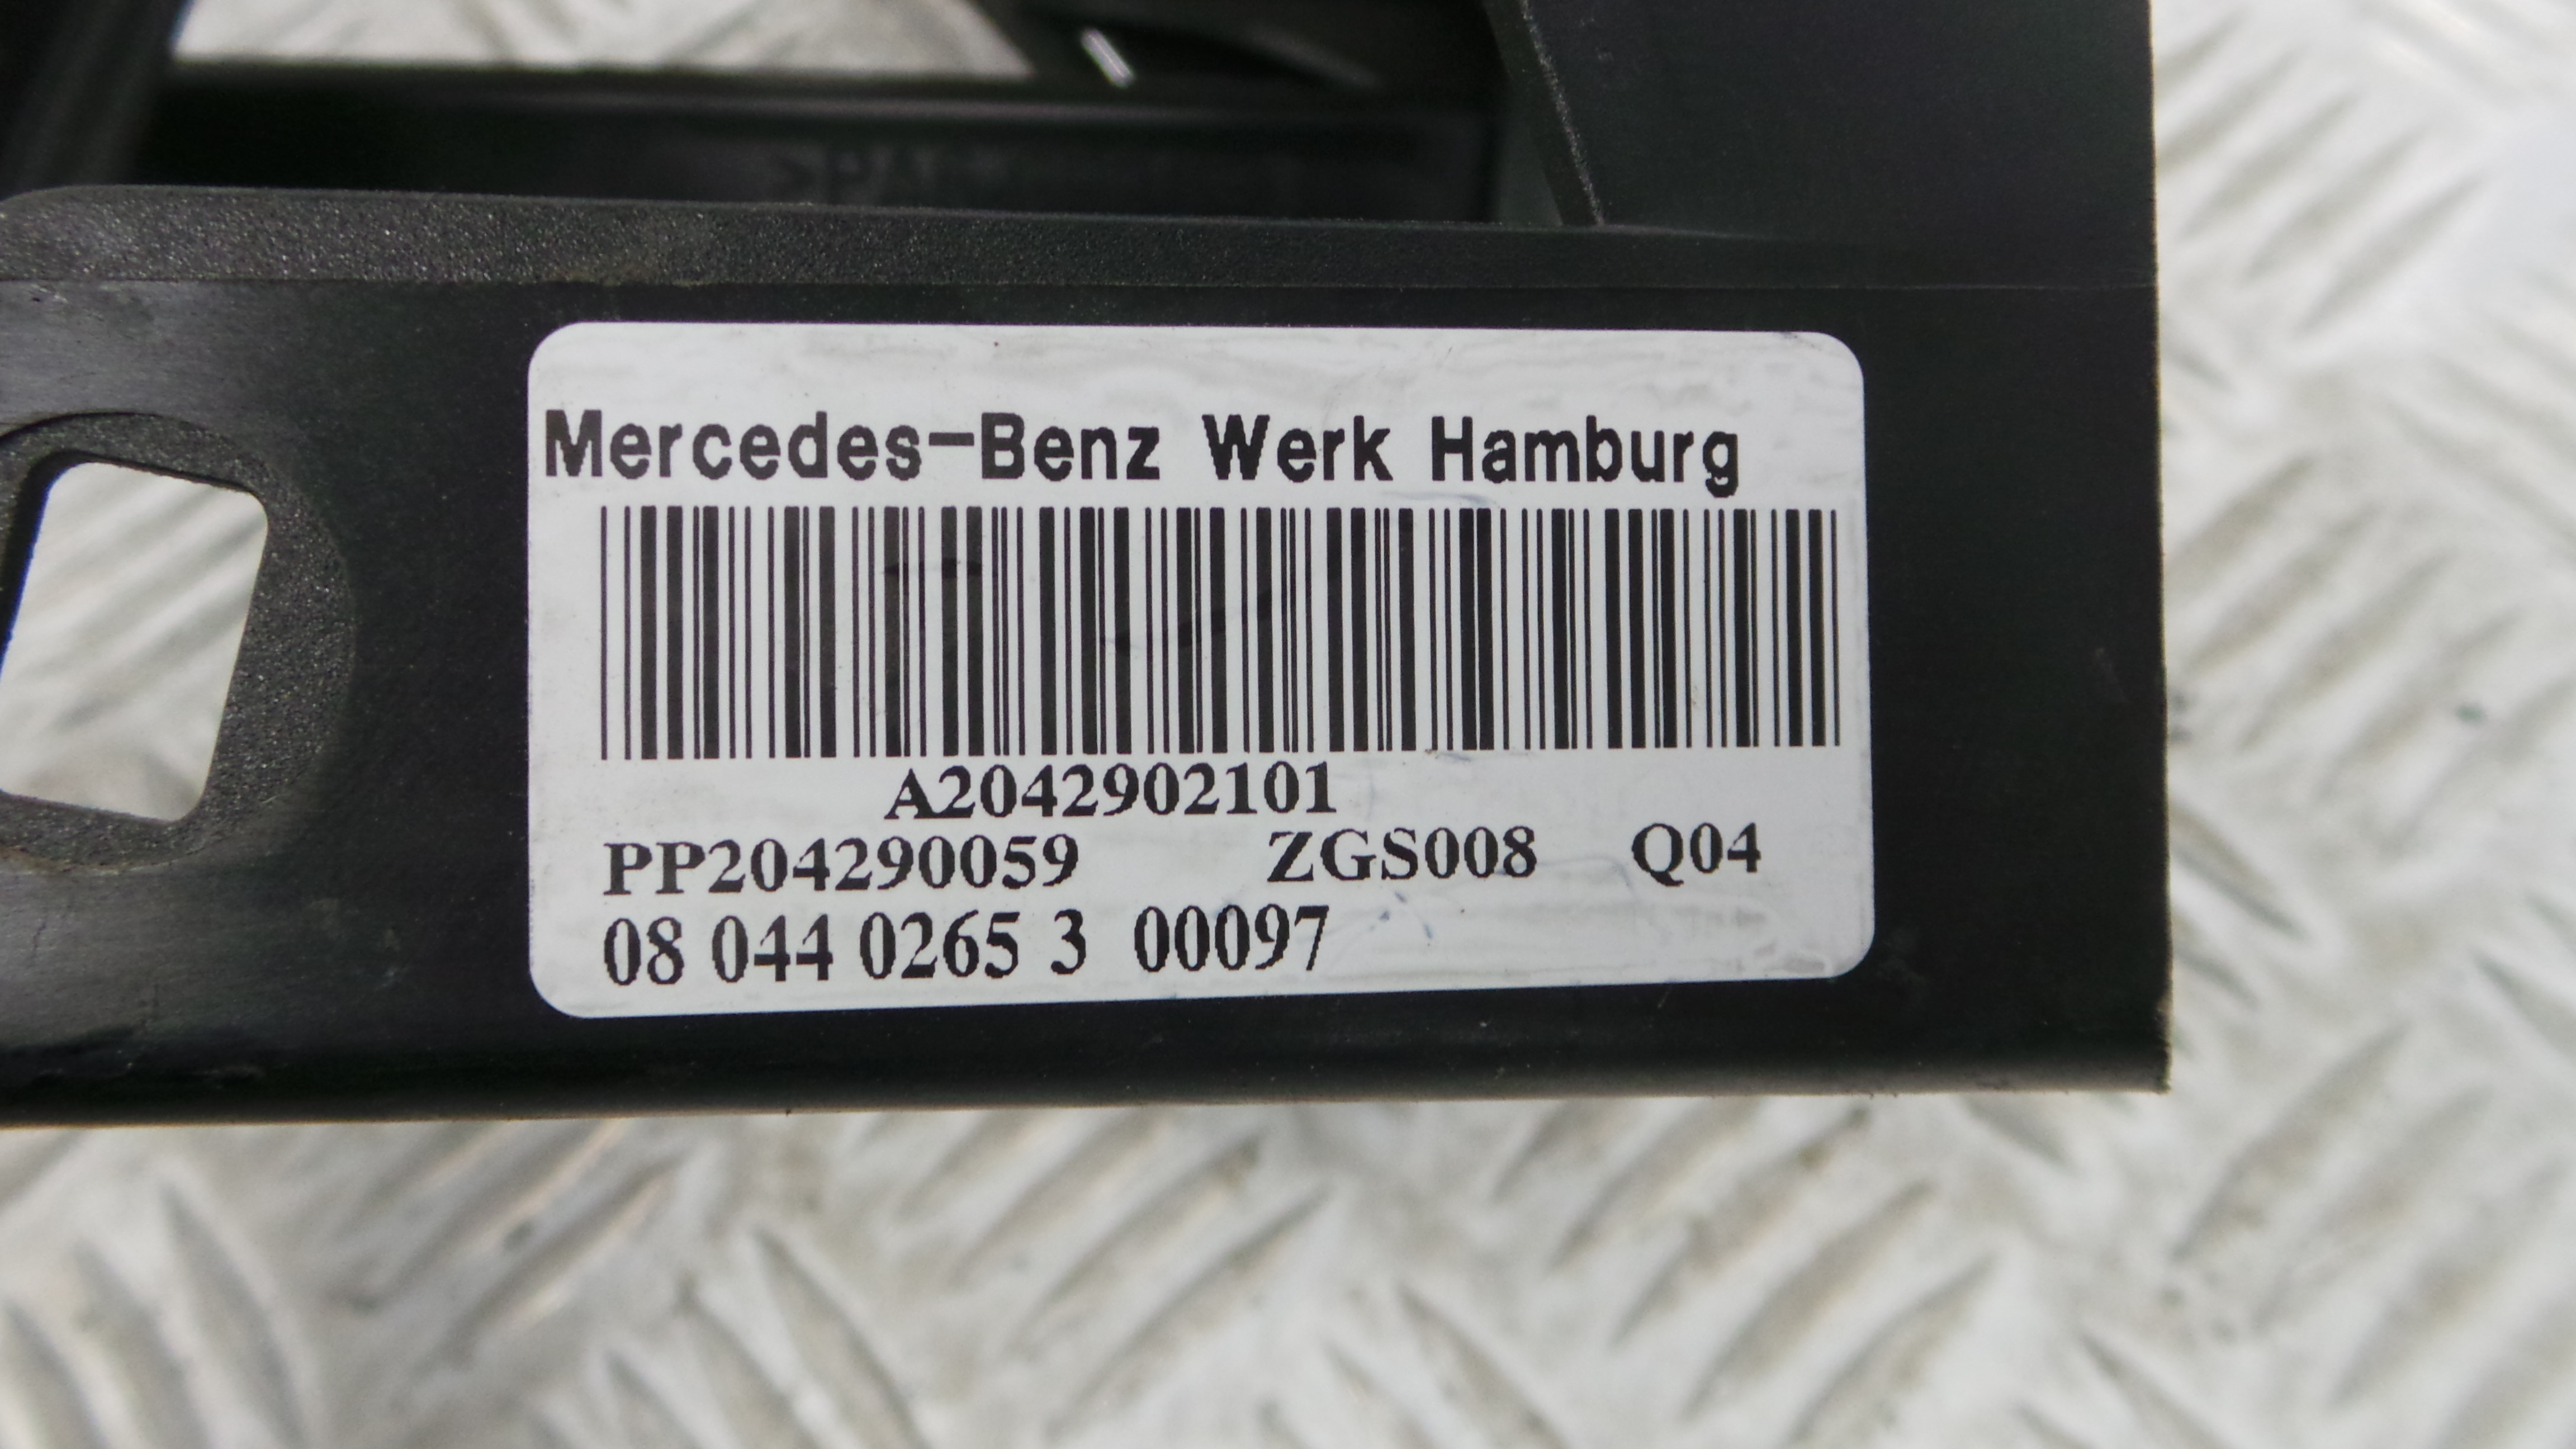 Mercedes-Benz Werk Hamburg
A2042902101
PP204290059 ZGS008 Q04
08 044 0265 3 00097